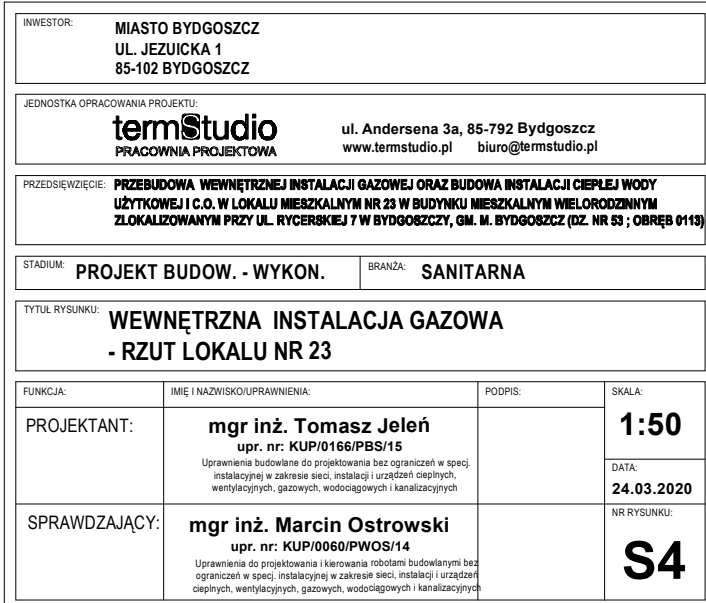 INWESTOR:
MIASTO BYDGOSZCZ
UL. JEZUICKA 1
85-102 BYDGOSZCZ
JEDNOSTKA OPRACOWANIA PROJEKTU:
termStudio
PRACOWNIA PROJEKTOWA
ul. Andersena 3a, 85-792 Bydgoszcz
www.termstudio.pl biuro@termstudio.pl
PRZEDSIĘWZIĘCIE: PRZEBUDOWA WEWNĘTRZNEJ INSTALACJI GAZOWEJ ORAZ BUDOWA INSTALACJI CIEPŁEJ WODY
UŻYTKOWEJ I C.O. W LOKALU MIESZKALNYM NR 23 W BUDYNKU MIESZKALNYM WIELORODZINNYM
ZLOKALIZOWANYM PRZY UL. RYCERSKIEJ 7 W BYDGOSZCZY, GM. M. BYDGOSZCZ (DZ. NR 53 ; OBRĘB 0113)
STADIUM: PROJEKT BUDOW. - WYKON.
BRANŻA: SANITARNA
TYTUŁ RYSUNKU: WEWNĘTRZNA INSTALACJA GAZOWA
- RZUT LOKALU NR 23
FUNKCJA: IMIĘ I NAZWISKO/UPRAWNIENIA: PODPIS: SKALA:
PROJEKTANT:
mgr inż. Tomasz Jeleń
upr. nr: KUP/0166/PBS/15
Uprawnienia budowlane do projektowania bez ograniczeń w specj.
instalacyjnej w zakresie sieci, instalacji i urządzeń cieplnych,
wentylacyjnych, gazowych, wodociągowych i kanalizacyjnych
1:50
DATA:
24.03.2020
SPRAWDZAJĄCY:
mgr inż. Marcin Ostrowski
upr. nr: KUP/0060/PWOS/14
Uprawnienia do projektowania i kierowania robotami budowlanymi bez
ograniczeń w specj. instalacyjnej w zakresie sieci, instalacji i urządzeń
cieplnych, wentylacyjnych, gazowych, wodociągowych i kanalizacyjnych
NR RYSUNKU:
S4